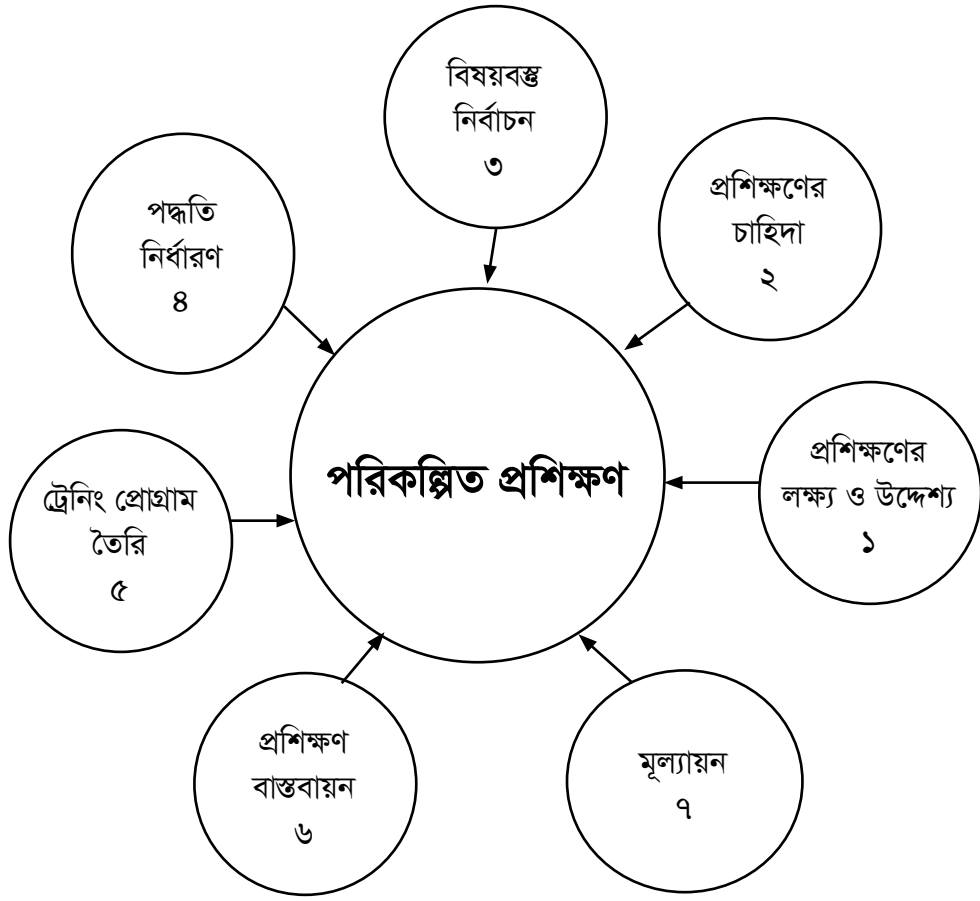 বিষয়বস্তু
নির্বাচন
৩
প্রশিক্ষণের
চাহিদা
২
পদ্ধতি
নির্ধারণ
৪
পরিকল্পিত প্রশিক্ষণ
প্রশিক্ষণের
লক্ষ্য ও উদ্দেশ্য
১
ট্রেনিং প্রোগ্রাম
তৈরি
৫
প্রশিক্ষণ
বাস্তবায়ন
৬
মূল্যায়ন
৭